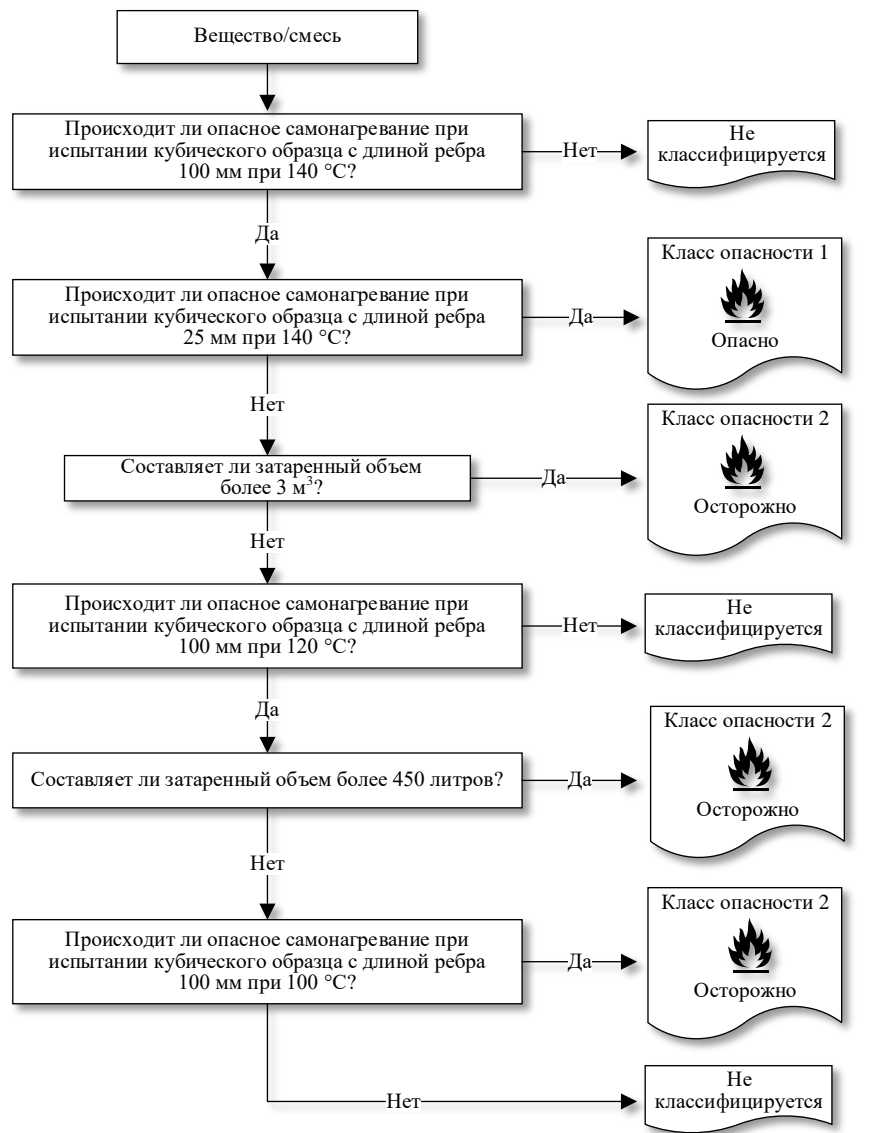 Вещество/смесь
Происходит ли опасное самонагревание при
испытании кубического образца с длиной ребра
100 мм при 140 °C?
Нет
Не
классифицируется
Да
Происходит ли опасное самонагревание при
испытании кубического образца с длиной ребра
25 мм при 140 °C?
Да
Класс опасности 1
Опасно
Нет
Составляет ли затаренный объем
более 3 м³?
Да
Класс опасности 2
Осторожно
Нет
Происходит ли опасное самонагревание при
испытании кубического образца с длиной ребра
100 мм при 120 °C?
Нет
Не
классифицируется
Да
Составляет ли затаренный объем более 450 литров?
Да
Класс опасности 2
Осторожно
Нет
Происходит ли опасное самонагревание при
испытании кубического образца с длиной ребра
100 мм при 100 °C?
Да
Класс опасности 2
Осторожно
Нет
Не
классифицируется